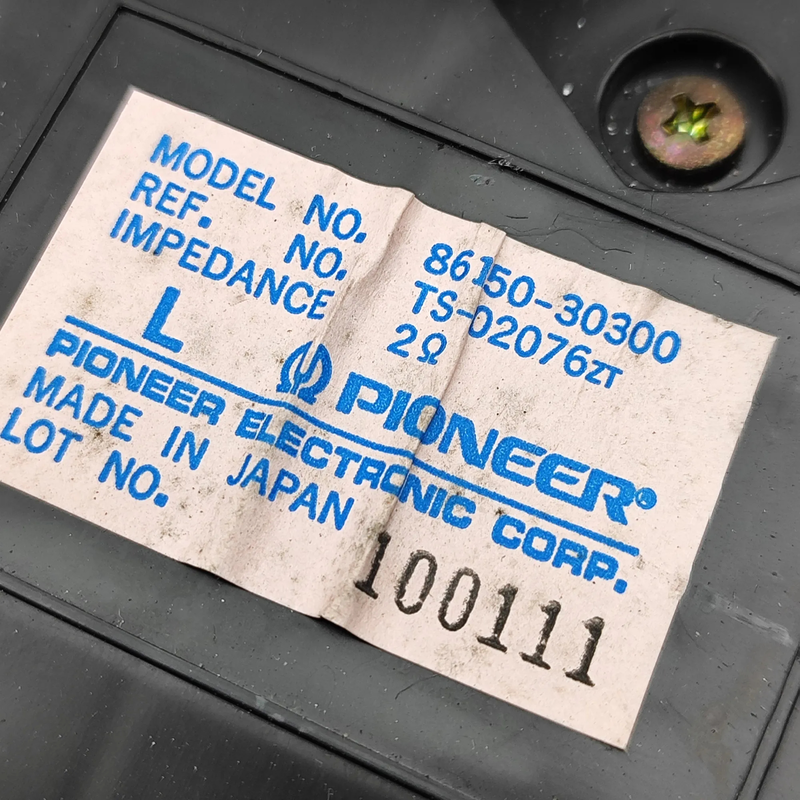 MODEL NO. 86150-30300
REF. NO. TS-02076ZT
IMPEDANCE 2Ω
L PIONEER®
PIONEER ELECTRONIC CORP.
MADE IN JAPAN
LOT NO. 100111